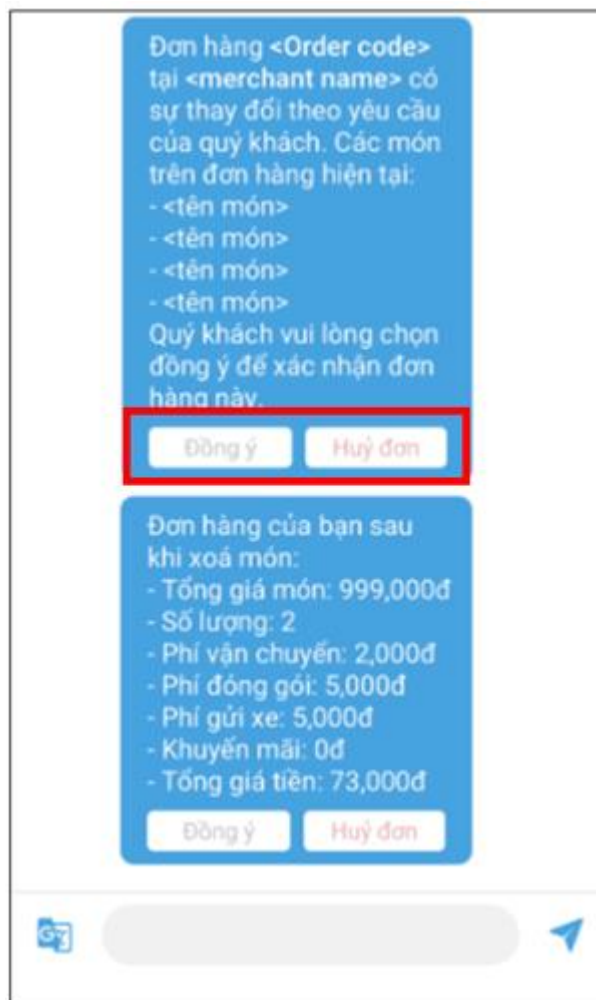 Đơn hàng <Order code>
tại <merchant name> có
sự thay đổi theo yêu cầu
của quý khách. Các món
trên đơn hàng hiện tại:
- <tên món>
- <tên món>
- <tên món>
- <tên món>
Quý khách vui lòng chọn
đồng ý để xác nhận đơn
hàng này.
Đồng ý Huỷ đơn
Đơn hàng của bạn sau
khi xoá món:
- Tổng giá món: 999,000đ
- Số lượng: 2
- Phí vận chuyển: 2,000đ
- Phí đóng gói: 5,000đ
- Phí gửi xe: 5,000đ
- Khuyến mãi: 0đ
- Tổng giá tiền: 73,000đ
Đồng ý Huỷ đơn